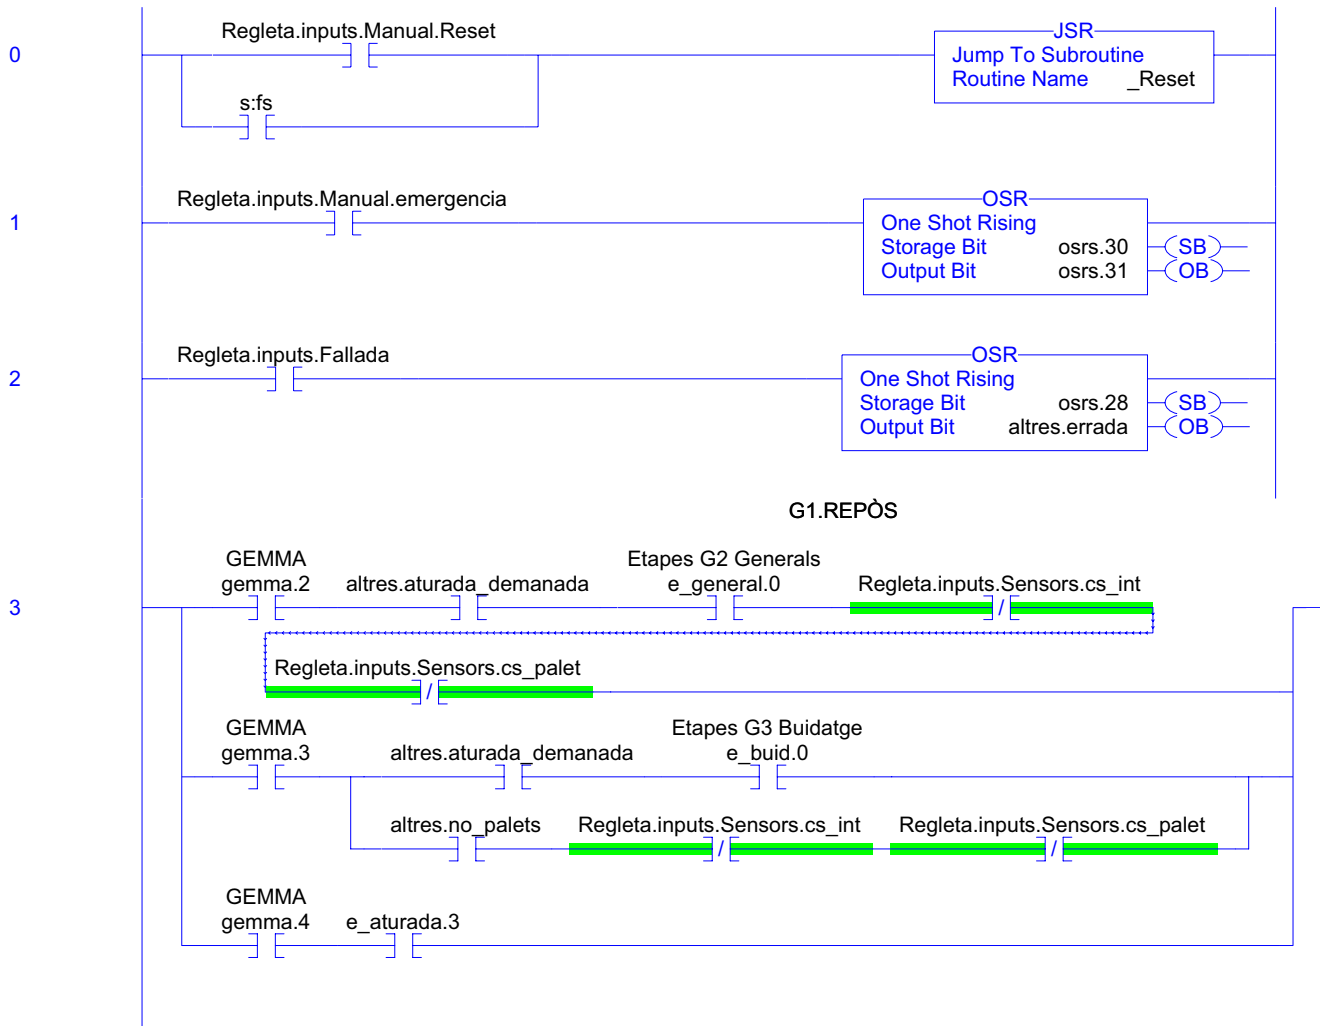 Regleta.inputs.Manual.Reset
0
JSR
Jump To Subroutine
Routine Name _Reset
s:fs
Regleta.inputs.Manual.emergencia
1
OSR
One Shot Rising
Storage Bit osrs.30 SB
Output Bit osrs.31 OB
Regleta.inputs.Fallada
2
OSR
One Shot Rising
Storage Bit osrs.28 SB
Output Bit altres.errada OB
G1.REPÒS
GEMMA Etapes G2 Generals
gemma.2 altres.aturada_demanada e_general.0 Regleta.inputs.Sensors.cs_int
3
/
Regleta.inputs.Sensors.cs_palet
/
GEMMA Etapes G3 Buidatge
gemma.3 altres.aturada_demanada e_buid.0
altres.no_palets Regleta.inputs.Sensors.cs_int Regleta.inputs.Sensors.cs_palet
/ /
GEMMA
gemma.4 e_aturada.3